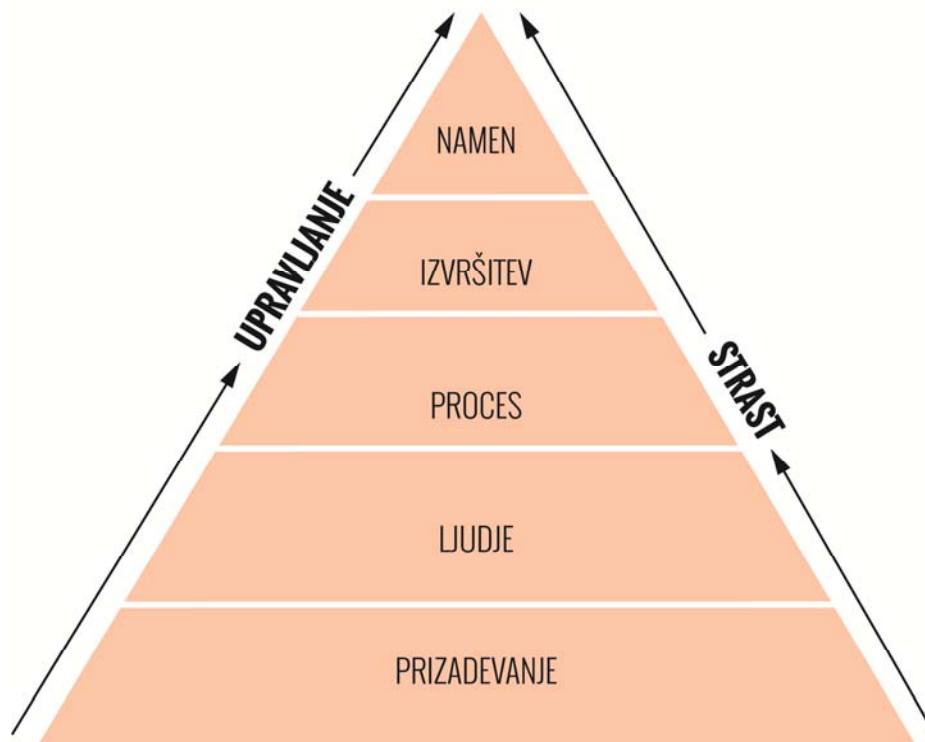 NAMEN
UPRAVLJANJE
IZVRŠITEV
STRAST
PROCES
LJUDJE
PRIZADEVANJE